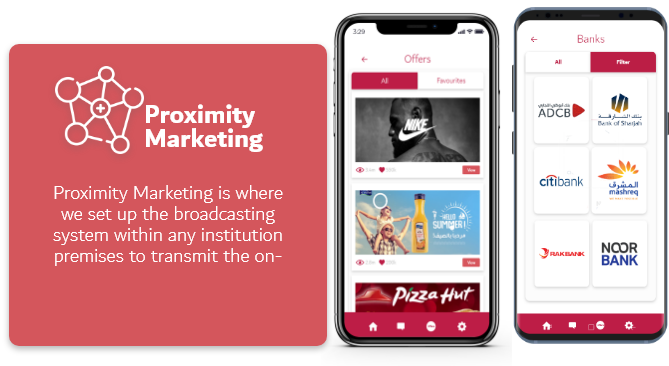 Proximity
Marketing
Proximity Marketing is where
we set up the broadcasting
system within any institution
premises to transmit the on-
3:29
Offers
All
Favourites
NIKE
View
HELLO
SUMMER!
View
Pizza Hut
Banks
All
Filter
بنك أبوظبي التجاري
ADCB
بنك الشارقة
Bank of Sharjah
citibank
المشرق
mashreq
RAKBANK
NOOR
BANK